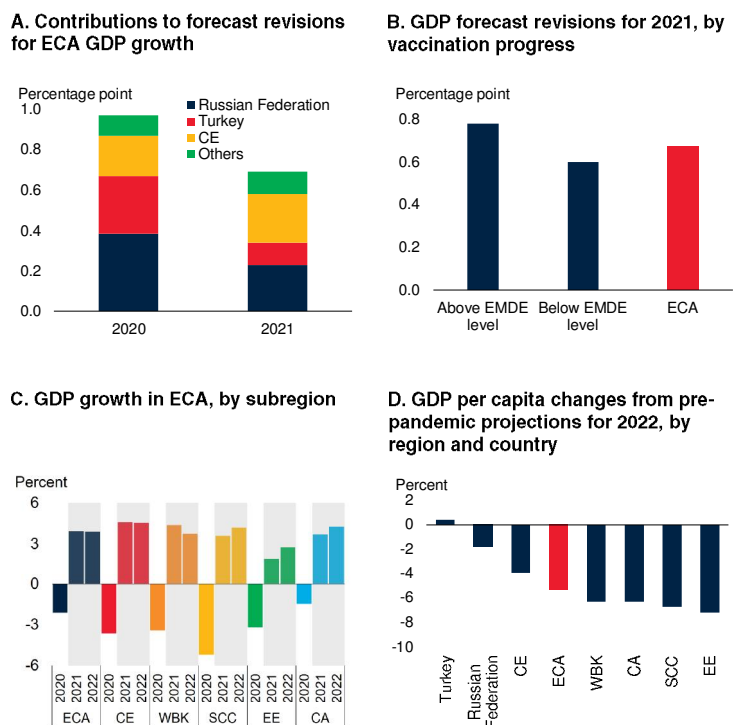 A. Contributions to forecast revisions
for ECA GDP growth
Percentage point
1.0
0.8
0.6
0.4
0.2
0.0
Russian Federation
Turkey
CE
Others
2020
2021
B. GDP forecast revisions for 2021, by
vaccination progress
Percentage point
0.8
0.6
0.4
0.2
0.0
Above EMDE
level
Below EMDE
level
ECA
C. GDP growth in ECA, by subregion
Percent
6
3
0
-3
-6
2020
2021
2022
2020
2021
2022
2020
2021
2022
2020
2021
2022
2020
2021
2022
2020
2021
2022
ECA
CE
WBK
SCC
EE
CA
D. GDP per capita changes from pre-
pandemic projections for 2022, by
region and country
Percent
2
0
-2
-4
-6
-8
-10
Turkey
Russian
Federation
CE
ECA
WBK
CA
SCC
EE